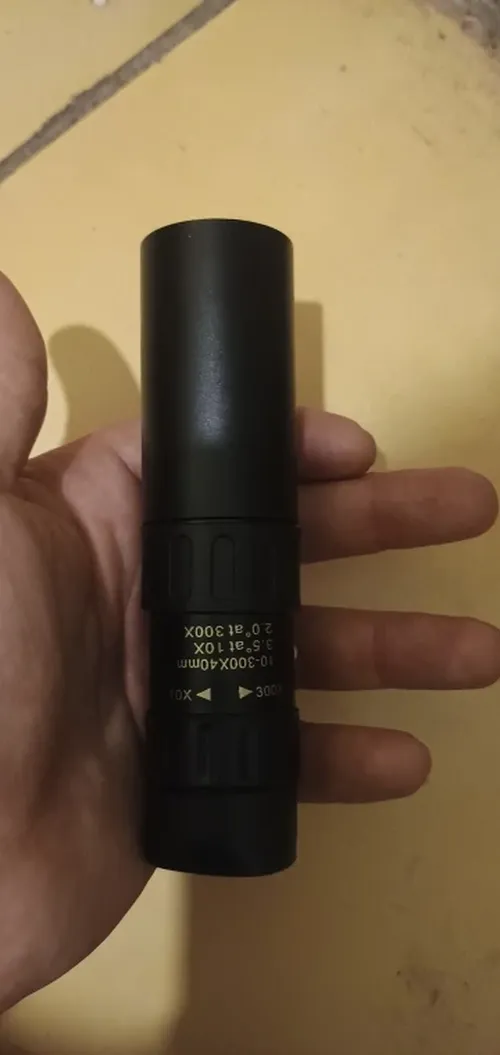 10X ◀ ▶ 300X
10-300X40mm
3.5° at 10X
2.0° at 300X